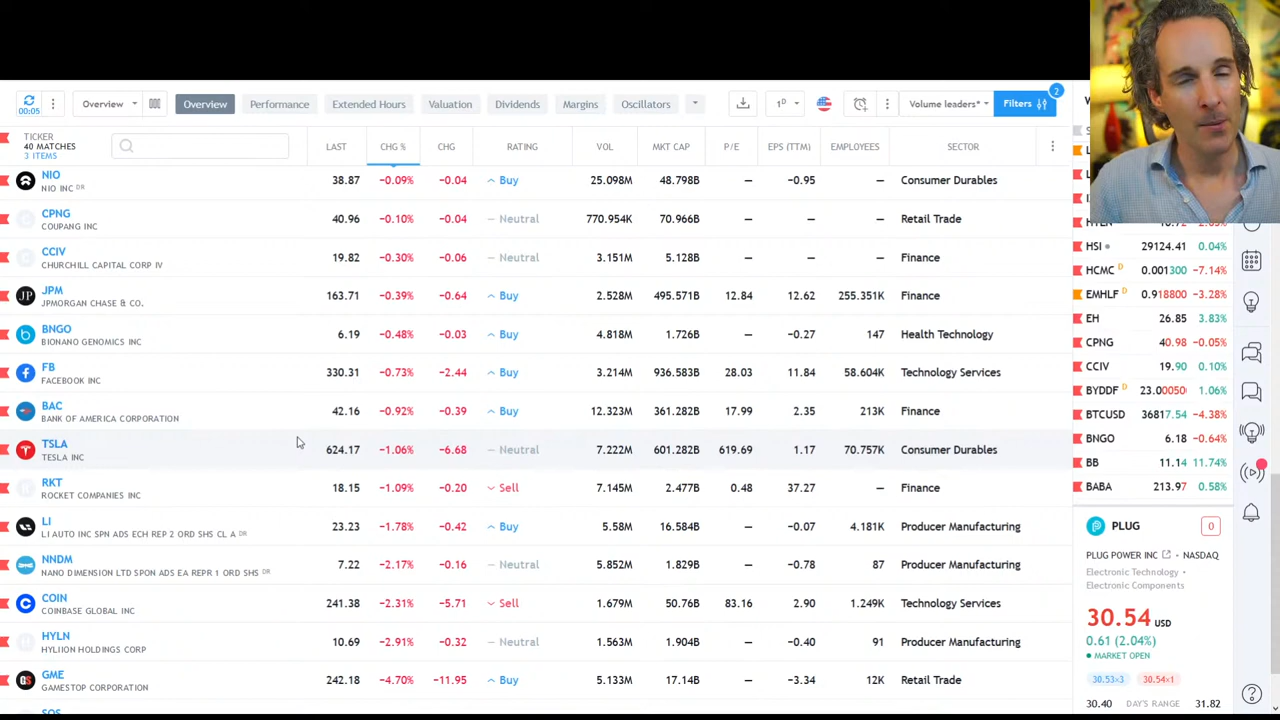 00:05
Overview
Overview
Performance
Extended Hours
Valuation
Dividends
Margins
Oscillators
1D
Volume leaders*
Filters
2
TICKER
40 MATCHES
3 ITEMS
LAST CHG % CHG RATING VOL MKT CAP P/E EPS (TTM) EMPLOYEES SECTOR
NIO 38.87 −0.09% −0.04 Buy 25.098M 48.798B — −0.95 — Consumer Durables
NIO INC DR
CPNG 40.96 −0.10% −0.04 Neutral 770.954K 70.966B — — — Retail Trade
COUPANG INC
CCIV 19.82 −0.30% −0.06 Neutral 3.151M 5.128B — — — Finance
CHURCHILL CAPITAL CORP IV
JPM 163.71 −0.39% −0.64 Buy 2.528M 495.571B 12.84 12.62 255.351K Finance
JPMORGAN CHASE & CO.
BNGO 6.19 −0.48% −0.03 Buy 4.818M 1.726B — −0.27 147 Health Technology
BIONANO GENOMICS INC
FB 330.31 −0.73% −2.44 Buy 3.214M 936.583B 28.03 11.84 58.604K Technology Services
FACEBOOK INC
BAC 42.16 −0.92% −0.39 Buy 12.323M 361.282B 17.99 2.35 213K Finance
BANK OF AMERICA CORPORATION
TSLA 624.17 −1.06% −6.68 Neutral 7.222M 601.282B 619.69 1.17 70.757K Consumer Durables
TESLA INC
RKT 18.15 −1.09% −0.20 Sell 7.145M 2.477B 0.48 37.27 — Finance
ROCKET COMPANIES INC
LI 23.23 −1.78% −0.42 Buy 5.58M 16.584B — −0.07 4.181K Producer Manufacturing
LI AUTO INC SPN ADS ECH REP 2 ORD SHS CL A DR
NNDM 7.22 −2.17% −0.16 Neutral 5.852M 1.829B — −0.78 87 Producer Manufacturing
NANO DIMENSION LTD SPON ADS EA REPR 1 ORD SHS DR
COIN 241.38 −2.31% −5.71 Sell 1.679M 50.76B 83.16 2.90 1.249K Technology Services
COINBASE GLOBAL INC
HYLN 10.69 −2.91% −0.32 Neutral 1.563M 1.904B — −0.40 91 Producer Manufacturing
HYLIION HOLDINGS CORP
GME 242.18 −4.70% −11.95 Buy 5.133M 17.14B — −3.34 12K Retail Trade
GAMESTOP CORPORATION
HSI 29124.41 0.04%
HCMC D 0.001300 −7.14%
EMHLF D 0.918800 −3.28%
EH 26.85 3.83%
CPNG 40.98 −0.05%
CCIV 19.90 0.10%
BYDDF D 23.000500 1.06%
BTCUSD 36817.54 −4.38%
BNGO 6.18 −0.64%
BB 11.14 11.74%
BABA 213.97 0.58%
PLUG 0
PLUG POWER INC • NASDAQ
Electronic Technology •
Electronic Components
30.54 USD
0.61 (2.04%)
MARKET OPEN
30.53×3 30.54×1
30.40 DAY'S RANGE 31.82